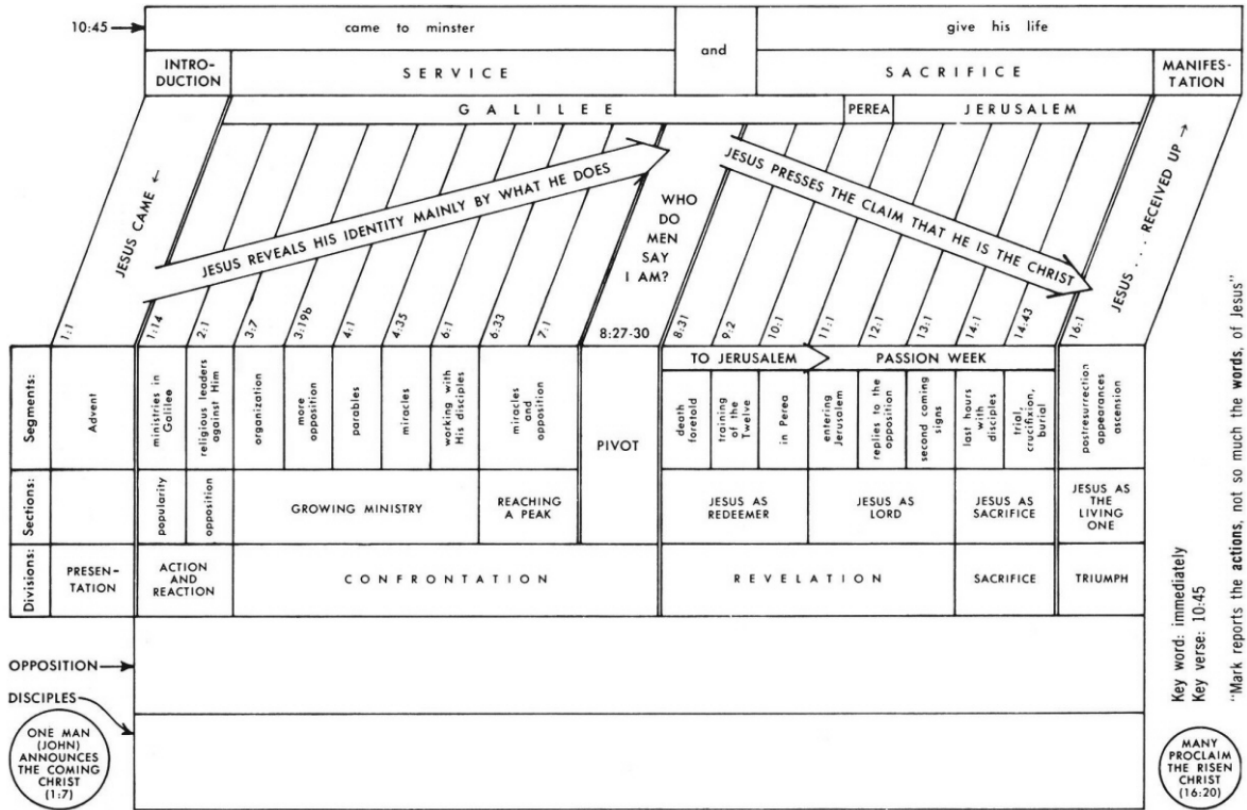 10:45
came to minster
and
give his life
INTRO-
DUCTION
SERVICE
SACRIFICE
MANIFES-
TATION
GALILEE
PEREA
JERUSALEM
JESUS CAME
JESUS REVEALS HIS IDENTITY MAINLY BY WHAT HE DOES
WHO
DO
MEN
SAY
I AM?
JESUS PRESSES THE CLAIM THAT HE IS THE CHRIST
JESUS . . . RECEIVED UP
1:1
1:14
2:1
3:7
3:19b
4:1
4:35
6:1
6:33
7:1
8:27-30
8:31
9:2
10:1
11:1
12:1
13:1
14:1
14:43
16:1
TO JERUSALEM
PASSION WEEK
Segments:
Advent
ministries in
Galilee
religious leaders
against Him
organization
more
opposition
parables
miracles
working with
His disciples
miracles
and
opposition
PIVOT
death
foretold
training
of the
Twelve
in Perea
entering
Jerusalem
replies to the
opposition
second coming
signs
last hours
with
disciples
trial,
crucifixion,
burial
postresurrection
appearances
ascension
Sections:
popularity
opposition
GROWING MINISTRY
REACHING
A PEAK
JESUS AS
REDEEMER
JESUS AS
LORD
JESUS AS
SACRIFICE
JESUS AS
THE
LIVING
ONE
Divisions:
PRESEN-
TATION
ACTION
AND
REACTION
CONFRONTATION
REVELATION
SACRIFICE
TRIUMPH
OPPOSITION
DISCIPLES
ONE MAN
(JOHN)
ANNOUNCES
THE COMING
CHRIST
(1:7)
Key word: immediately
Key verse: 10:45
"Mark reports the actions, not so much the words, of Jesus"
MANY
PROCLAIM
THE RISEN
CHRIST
(16:20)